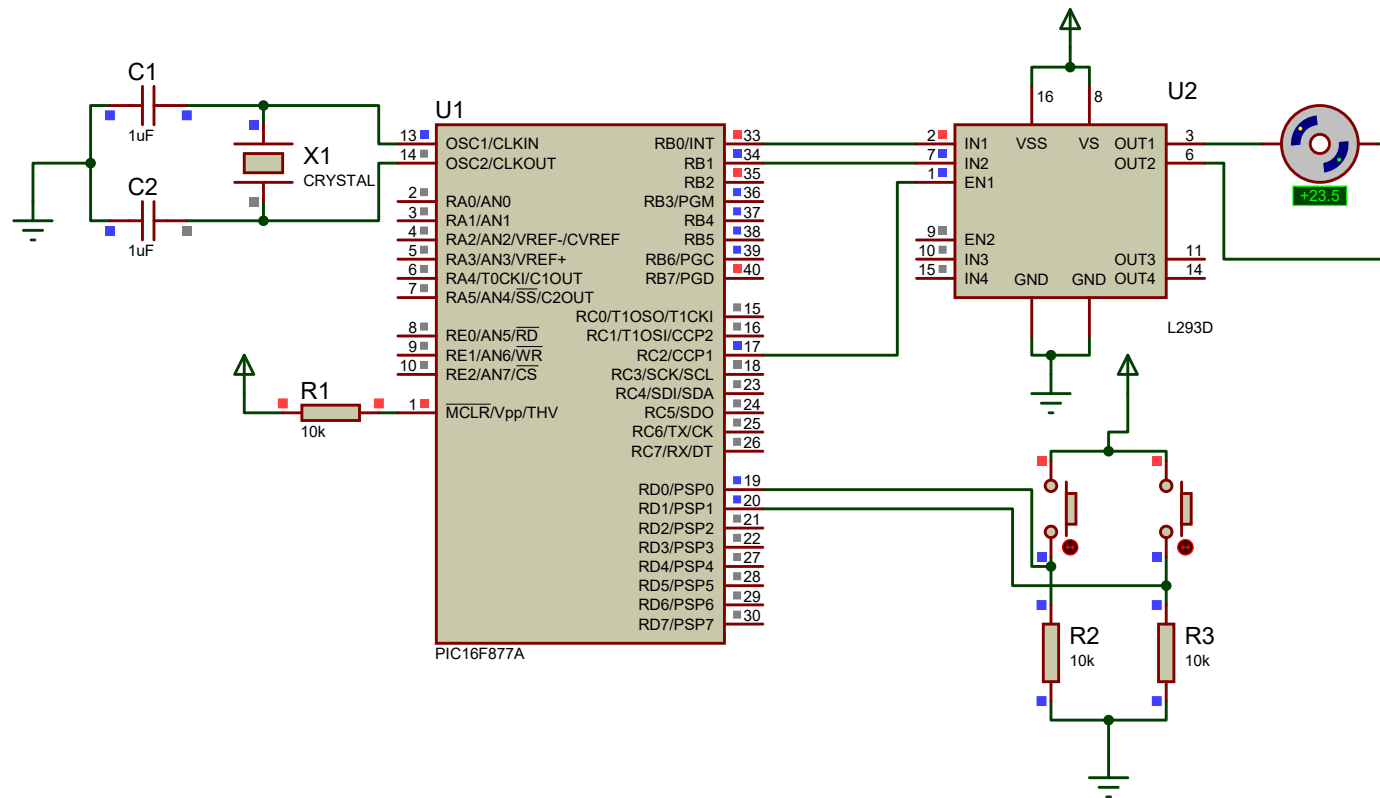 C1
1uF
C2
1uF
X1
CRYSTAL
R1
10k
U1
13 OSC1/CLKIN
14 OSC2/CLKOUT
2 RA0/AN0
3 RA1/AN1
4 RA2/AN2/VREF-/CVREF
5 RA3/AN3/VREF+
6 RA4/T0CKI/C1OUT
7 RA5/AN4/SS/C2OUT
8 RE0/AN5/RD
9 RE1/AN6/WR
10 RE2/AN7/CS
1 MCLR/Vpp/THV
RB0/INT 33
RB1 34
RB2 35
RB3/PGM 36
RB4 37
RB5 38
RB6/PGC 39
RB7/PGD 40
RC0/T1OSO/T1CKI 15
RC1/T1OSI/CCP2 16
RC2/CCP1 17
RC3/SCK/SCL 18
RC4/SDI/SDA 23
RC5/SDO 24
RC6/TX/CK 25
RC7/RX/DT 26
RD0/PSP0 19
RD1/PSP1 20
RD2/PSP2 21
RD3/PSP3 22
RD4/PSP4 27
RD5/PSP5 28
RD6/PSP6 29
RD7/PSP7 30
PIC16F877A
U2
16 8
VSS VS
2 IN1
7 IN2
1 EN1
9 EN2
10 IN3
15 IN4
OUT1 3
OUT2 6
OUT3 11
OUT4 14
GND GND
L293D
+23.5
R2
10k
R3
10k